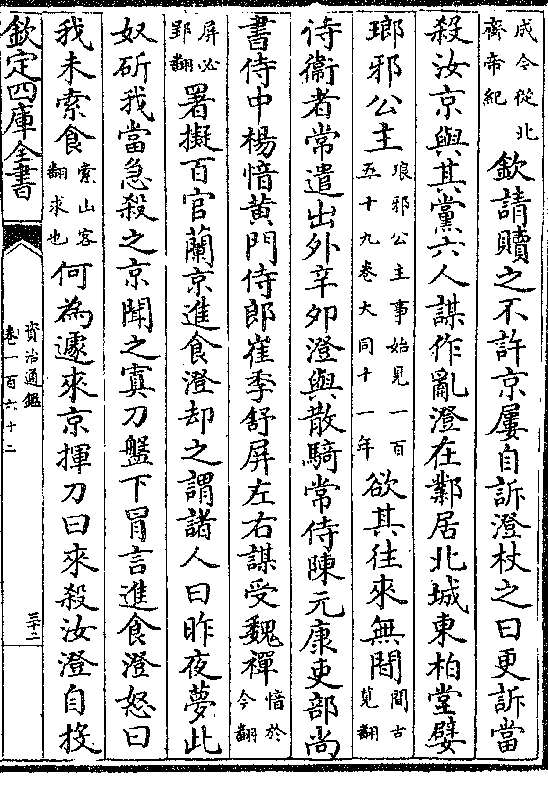 成令從北
齊帝紀
欽請贖之不許京屢自訴澄杖之曰更訴當
殺汝京與其黨六人謀作亂澄在鄴居北城東柏堂嬖
瑯邪公主
琅邪公主事始見一百
五十九卷大同十一年
欲其往來無間
間古
莧翻
侍衞者常遣出外辛卯澄與散騎常侍陳元康吏部尚
書侍中楊愔黄門侍郎崔季舒屏左右謀受魏禪
愔於
今翻
屏必
郢翻
署擬百官蘭京進食澄却之謂諸人曰昨夜夢此
奴斫我當急殺之京聞之寘刀盤下冐言進食澄怒曰
我未索食
索山客
翻求也
何為遽來京揮刀曰來殺汝澄自投
欽定四庫全書
資治通鑑
卷一百六十二
三十二